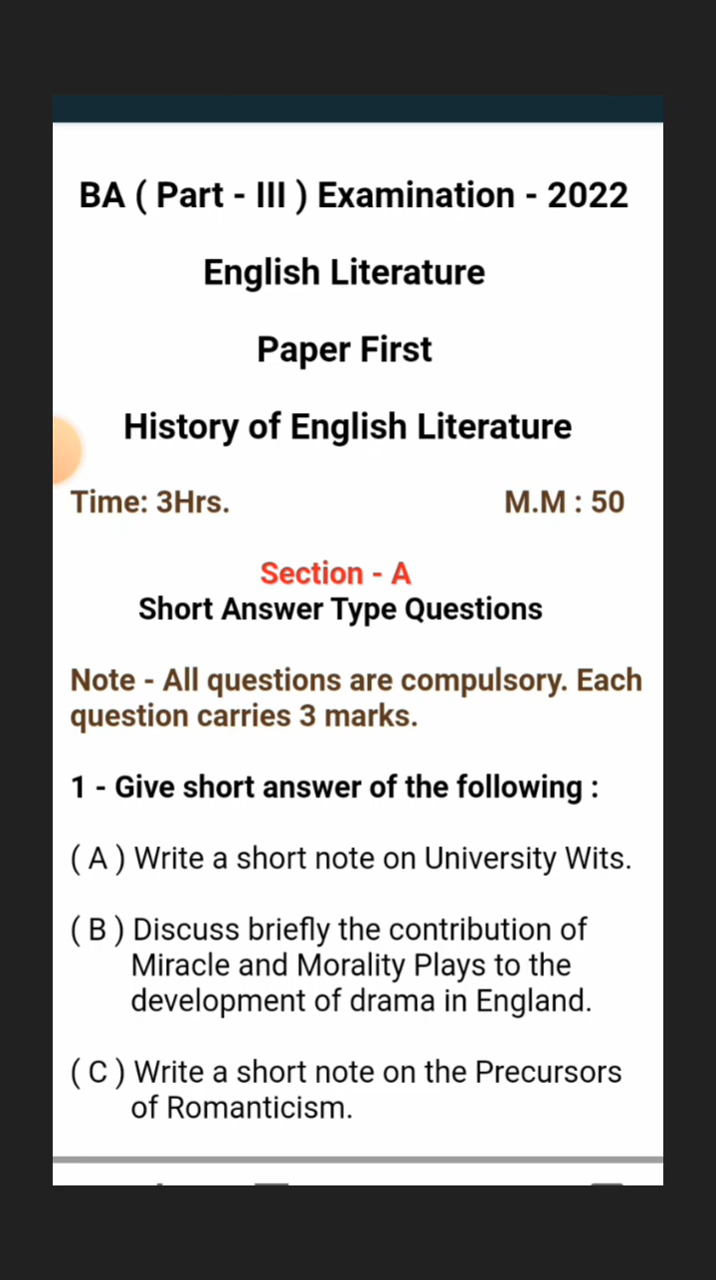 BA ( Part - III ) Examination - 2022
English Literature
Paper First
History of English Literature
Time: 3Hrs. M.M : 50
Section - A
Short Answer Type Questions
Note - All questions are compulsory. Each
question carries 3 marks.
1 - Give short answer of the following :
( A ) Write a short note on University Wits.
( B ) Discuss briefly the contribution of
Miracle and Morality Plays to the
development of drama in England.
( C ) Write a short note on the Precursors
of Romanticism.